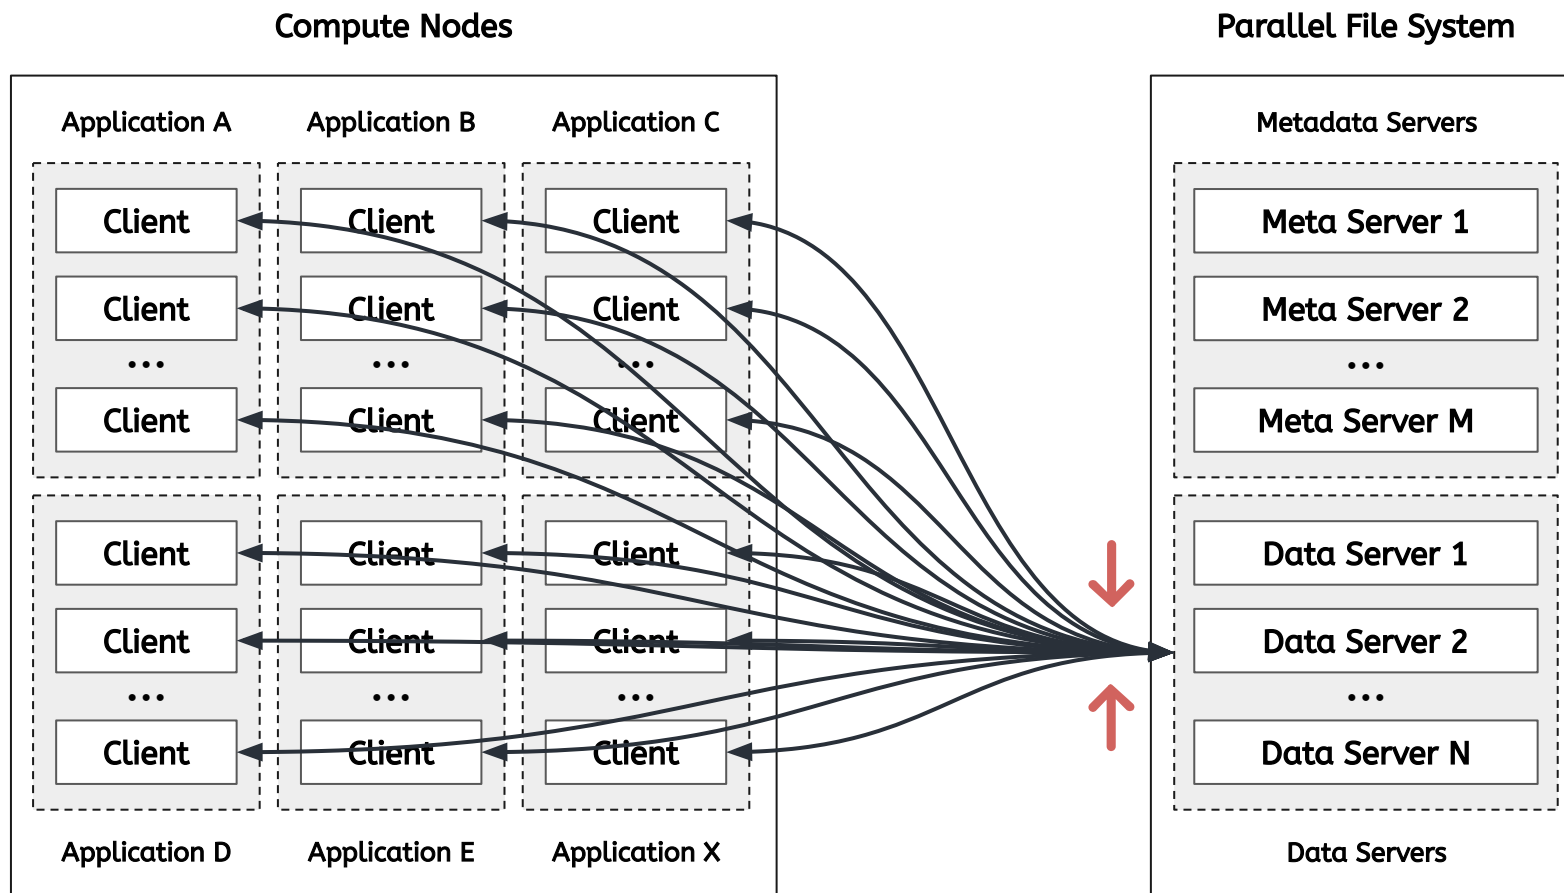 Compute Nodes
Parallel File System
Application A
Application B
Application C
Metadata Servers
Client
Client
Client
Meta Server 1
Client
Client
Client
Meta Server 2
...
...
...
...
Client
Client
Client
Meta Server M
Client
Client
Client
Data Server 1
Client
Client
Client
Data Server 2
...
...
...
...
Client
Client
Client
Data Server N
Application D
Application E
Application X
Data Servers